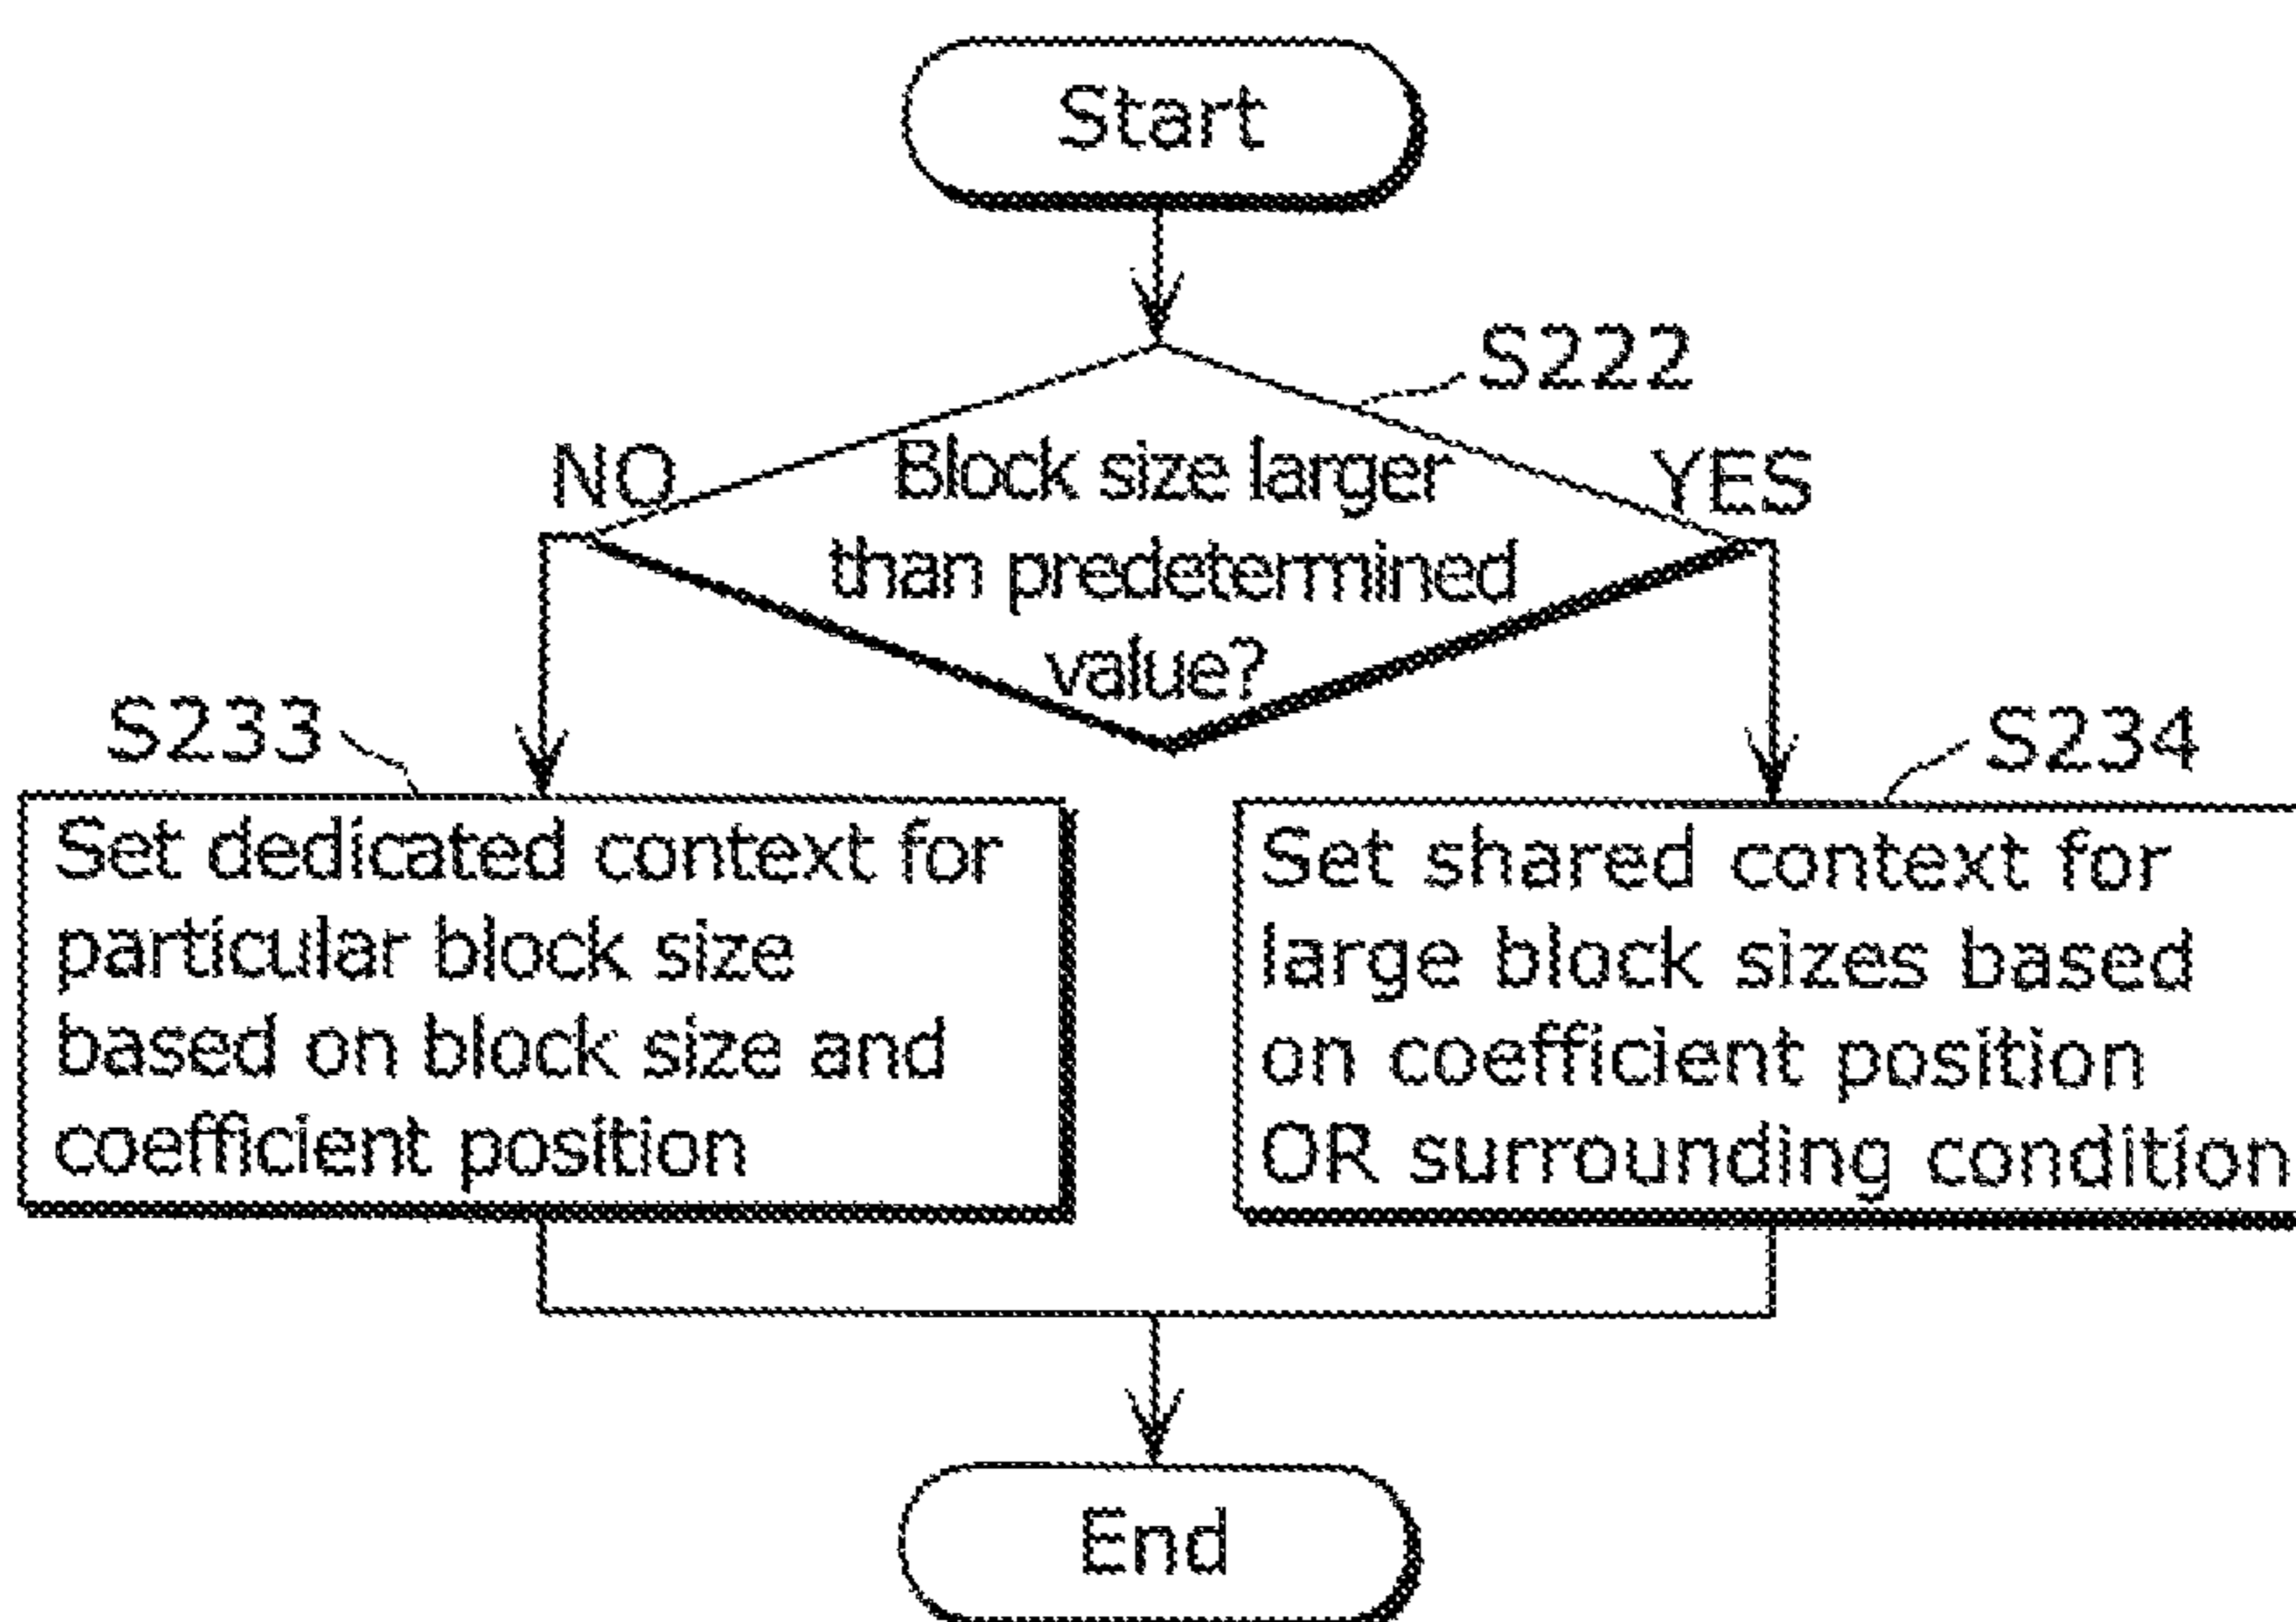 Start
S222
NO
YES
Block size larger
than predetermined
value?
S233
S234
Set dedicated context for
particular block size
based on block size and
coefficient position
Set shared context for
large block sizes based
on coefficient position
OR surrounding condition
End